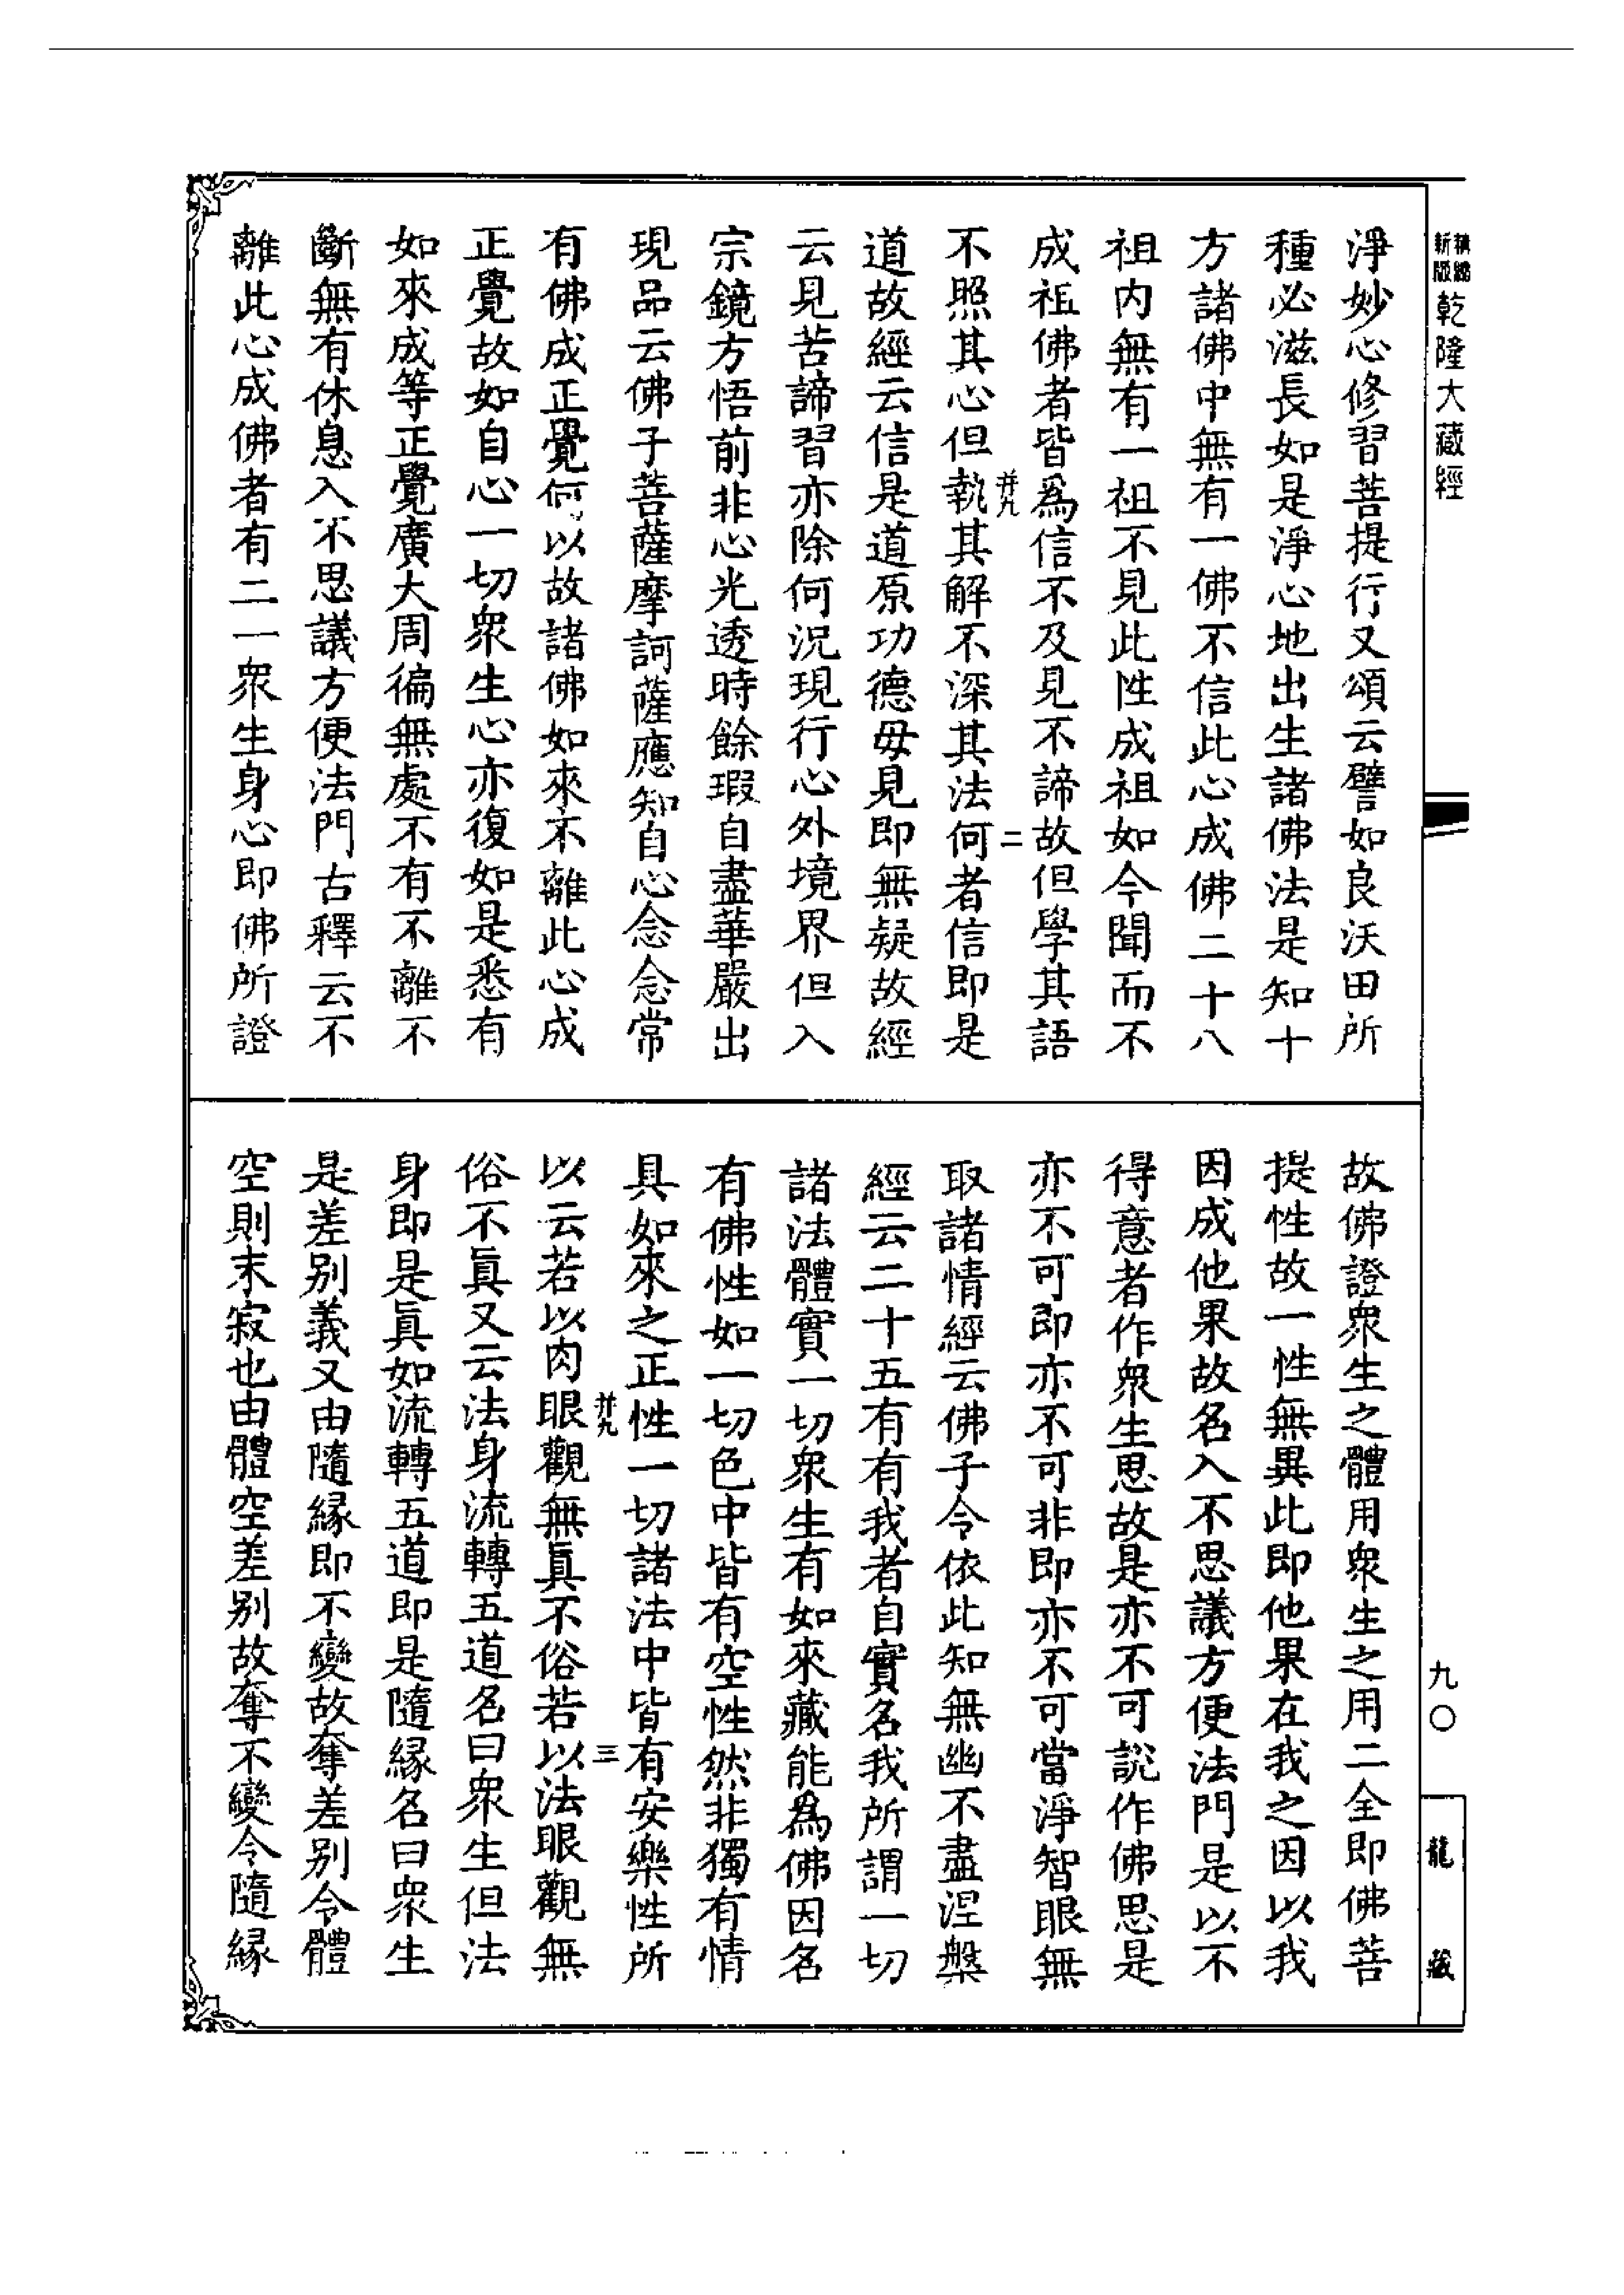 新版
乾隆大藏經
淨妙心修習菩提行又頌云譬如良沃田所
種必滋長如是淨心地出生諸佛法是知十
方諸佛中無有一佛不信此心成佛二十八
祖内無有一祖不見此性成祖如今聞而不
成祖佛者皆爲信不及見不諦故但學其語
并九
二
不照其心但執其解不深其法何者信即是
道故經云信是道原功德毋見即無疑故經
云見苦諦習亦除何況現行心外境界但入
宗鏡方悟前非心光透時餘瑕自盡華嚴出
現品云佛子菩薩摩訶薩應知自心念念常
有佛成正覺何以故諸佛如來不離此心成
正覺故如自心一切衆生心亦復如是悉有
如來成等正覺廣大周徧無處不有不離不
斷無有休息入不思議方便法門古釋云不
離此心成佛者有二一衆生身心即佛所證
故佛證衆生之體用衆生之用二全即佛菩
提性故一性無異此即他果在我之因以我
因成他果故名入不思議方便法門是以不
得意者作衆生思故是亦不可說作佛思是
亦不可即亦不可非即亦不可當淨智眼無
取諸情經云佛子令依此知無幽不盡涅槃
經云二十五有有我者自實名我所謂一切
諸法體實一切衆生有如來藏能爲佛因名
有佛性如一切色中皆有空性然非獨有情
具如來之正性一切諸法中皆有安樂性所
并九
三
以云若以肉眼觀無眞不俗若以法眼觀無
俗不眞又云法身流轉五道名曰衆生但法
身即是眞如流轉五道即是隨緣名曰衆生
是差別義又由隨緣即不變故奪差別令體
空則末寂也由體空差別故奪不變令隨緣
九〇
龍藏